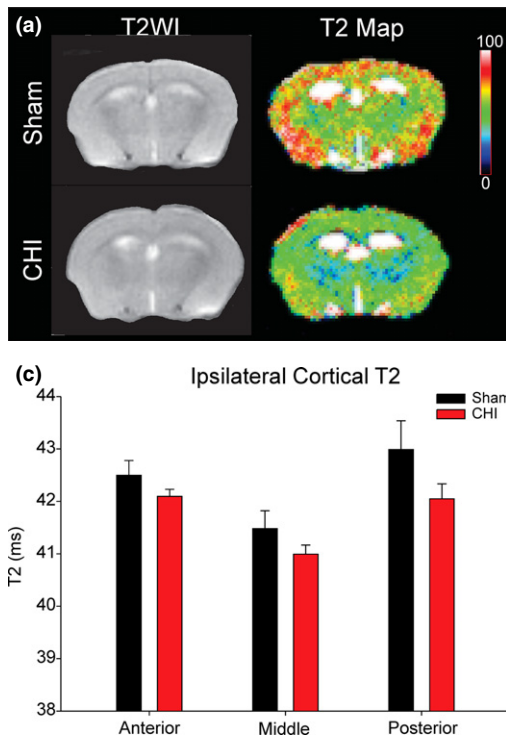 (a) T2WI T2 Map
100
Sham
0
CHI
(c) Ipsilateral Cortical T2
44
Sham
CHI
43
42
41
40
39
38
T2 (ms)
Anterior Middle Posterior